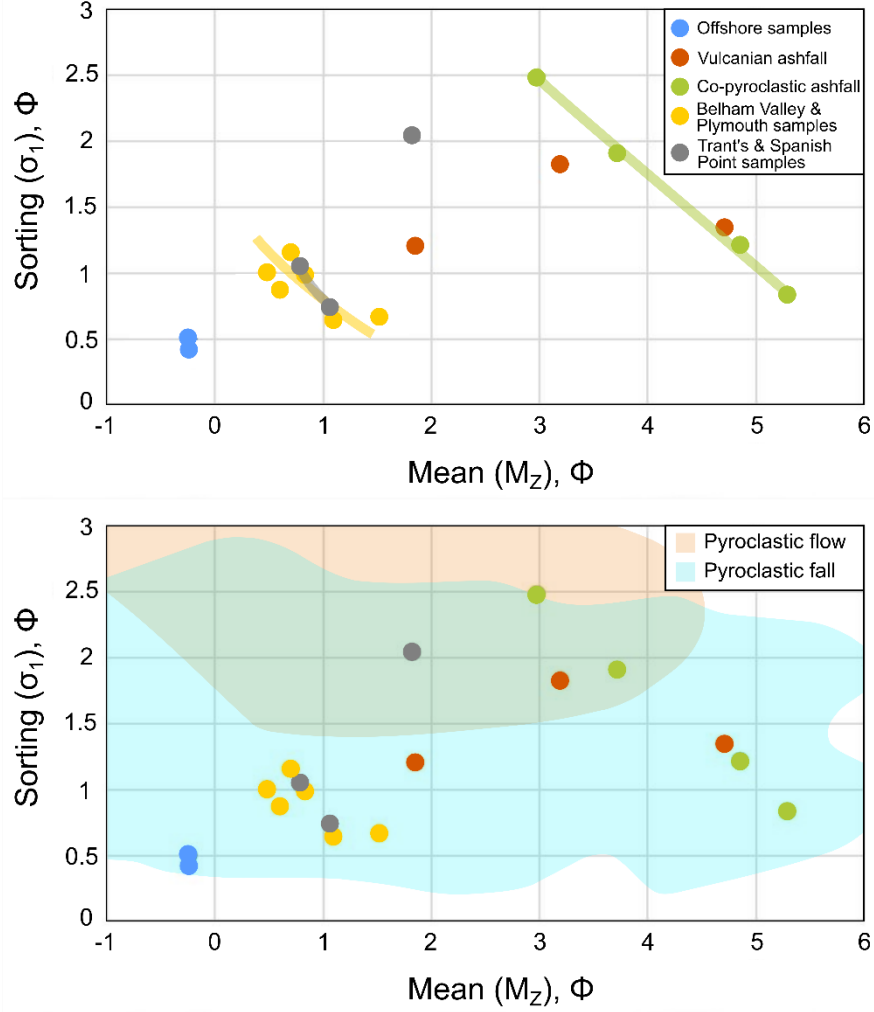 3
2.5
2
1.5
1
0.5
0
Sorting (σ1), Φ
Offshore samples
Vulcanian ashfall
Co-pyroclastic ashfall
Belham Valley &
Plymouth samples
Trant's & Spanish
Point samples
-1 0 1 2 3 4 5 6
Mean (MZ), Φ
3
2.5
2
1.5
1
0.5
0
Sorting (σ1), Φ
Pyroclastic flow
Pyroclastic fall
-1 0 1 2 3 4 5 6
Mean (MZ), Φ